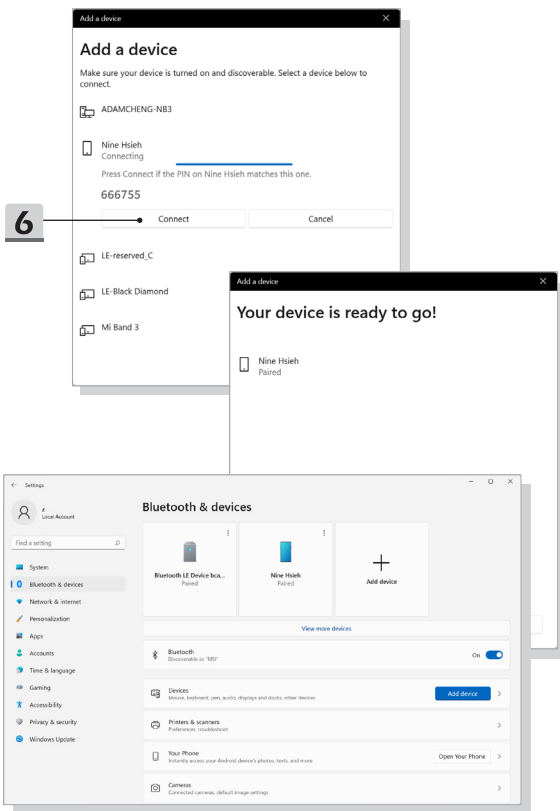 Add a device
Add a device
Make sure your device is turned on and discoverable. Select a device below to
connect.
ADAMCHENG-NB3
Nine Hsieh
Connecting
Press Connect if the PIN on Nine Hsieh matches this one.
666755
6
Connect
Cancel
LE-reserved_C
LE-Black Diamond
Mi Band 3
Add a device
Your device is ready to go!
Nine Hsieh
Paired
Settings
Local Account
Find a setting
System
Bluetooth & devices
Network & internet
Personalization
Apps
Accounts
Time & language
Gaming
Accessibility
Privacy & security
Windows Update
Bluetooth & devices
Bluetooth LE Device bca...
Paired
Nine Hsieh
Paired
Add device
View more devices
Bluetooth
Discoverable as "MSI"
On
Devices
Mouse, keyboard, pen, audio, displays and docks, other devices
Add device
Printers & scanners
Preferences, troubleshoot
Your Phone
Instantly access your Android device's photos, texts, and more
Open Your Phone
Cameras
Connected cameras, default image settings